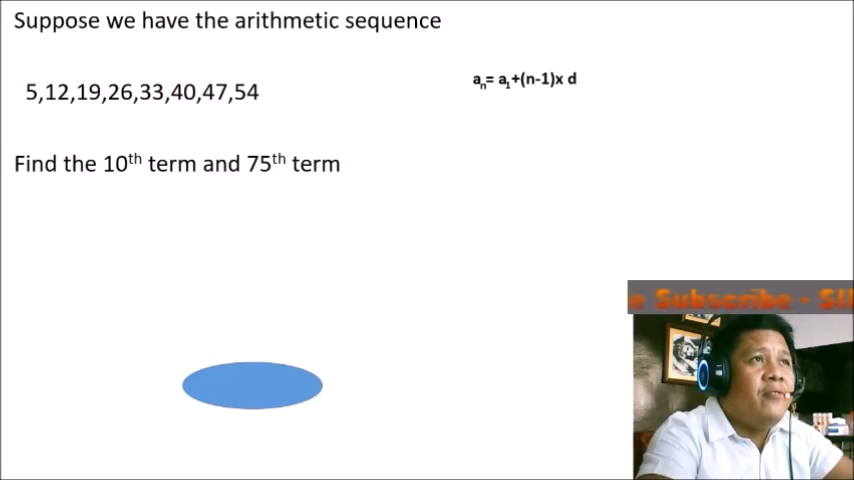 Suppose we have the arithmetic sequence
5,12,19,26,33,40,47,54
aₙ= a₁+(n-1)x d
Find the 10ᵗʰ term and 75ᵗʰ term
e Subscribe -